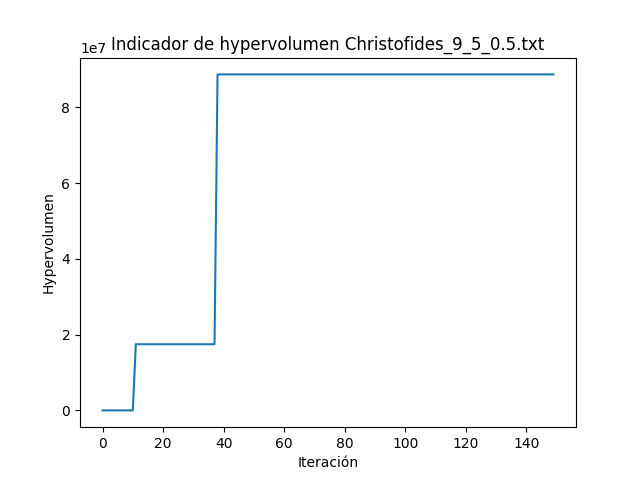 Indicador de hypervolumen Christofides_9_5_0.5.txt
1e7
8
6
4
2
0
Hypervolumen
0 20 40 60 80 100 120 140
Iteración